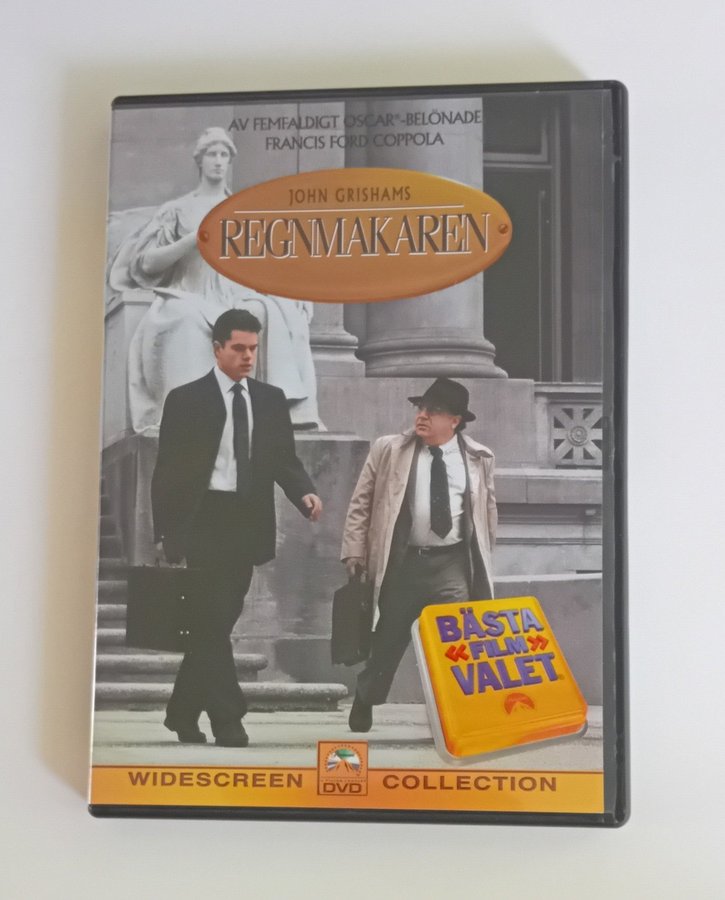 AV FEMFALDIGT OSCAR®-BELÖNADE
FRANCIS FORD COPPOLA
JOHN GRISHAMS
REGNMAKAREN
BÄSTA
«FILM»
VALET
WIDESCREEN DVD COLLECTION